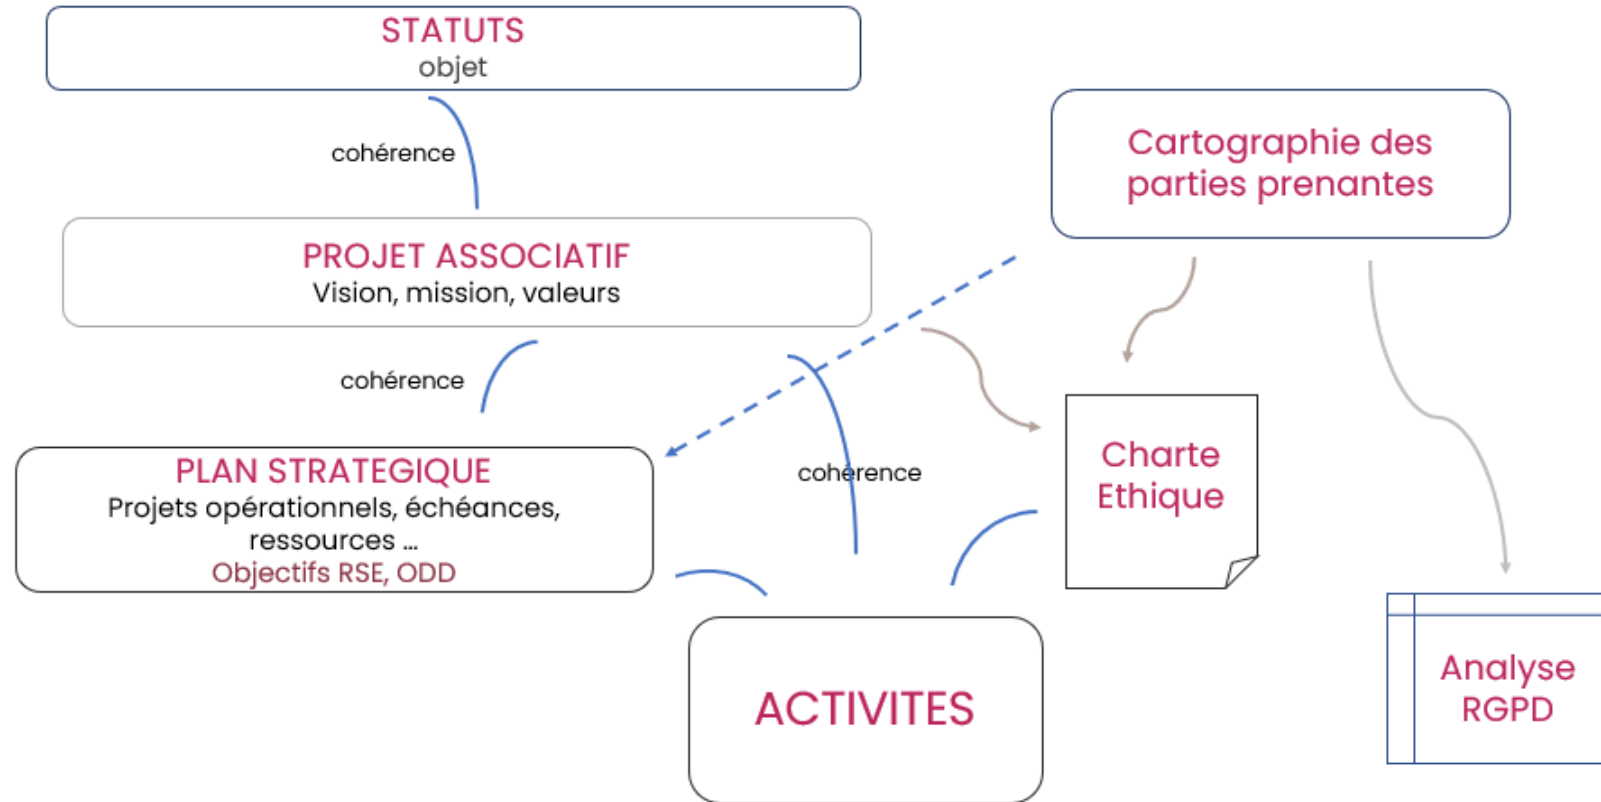 STATUTS
objet
cohérence
Cartographie des
parties prenantes
PROJET ASSOCIATIF
Vision, mission, valeurs
cohérence
PLAN STRATEGIQUE
Projets opérationnels, échéances,
ressources ...
Objectifs RSE, ODD
cohérence
Charte
Ethique
ACTIVITES
Analyse
RGPD